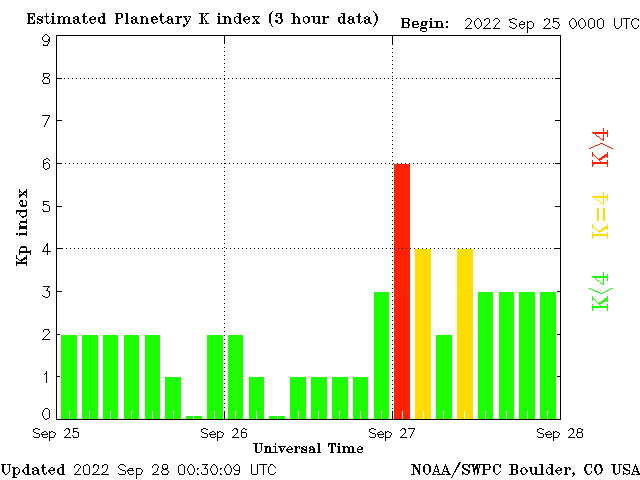 Estimated Planetary K index (3 hour data) Begin: 2022 Sep 25 0000 UTC
9
8
7
6
5
4
3
2
1
0
Kp index
K>4
K=4
K<4
Sep 25 Sep 26 Sep 27 Sep 28
Universal Time
Updated 2022 Sep 28 00:30:09 UTC NOAA/SWPC Boulder, CO USA